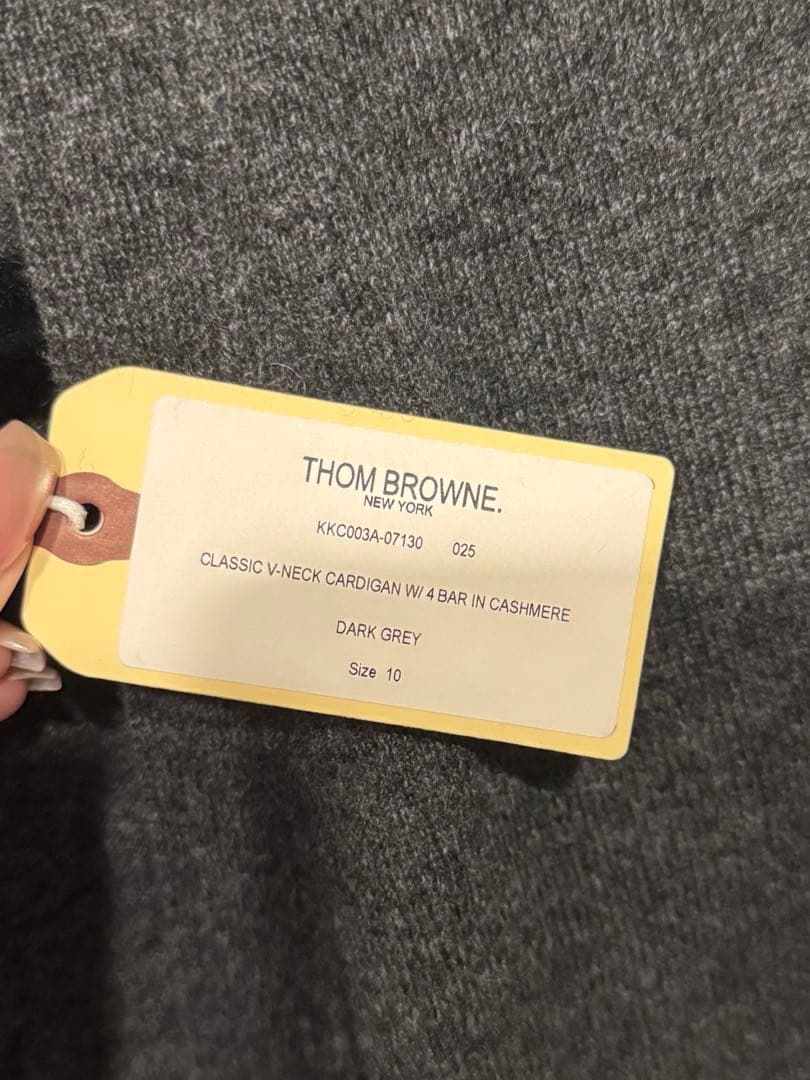 THOM BROWNE.
NEW YORK
KKC003A-07130 025
CLASSIC V-NECK CARDIGAN W/ 4 BAR IN CASHMERE
DARK GREY
Size 10